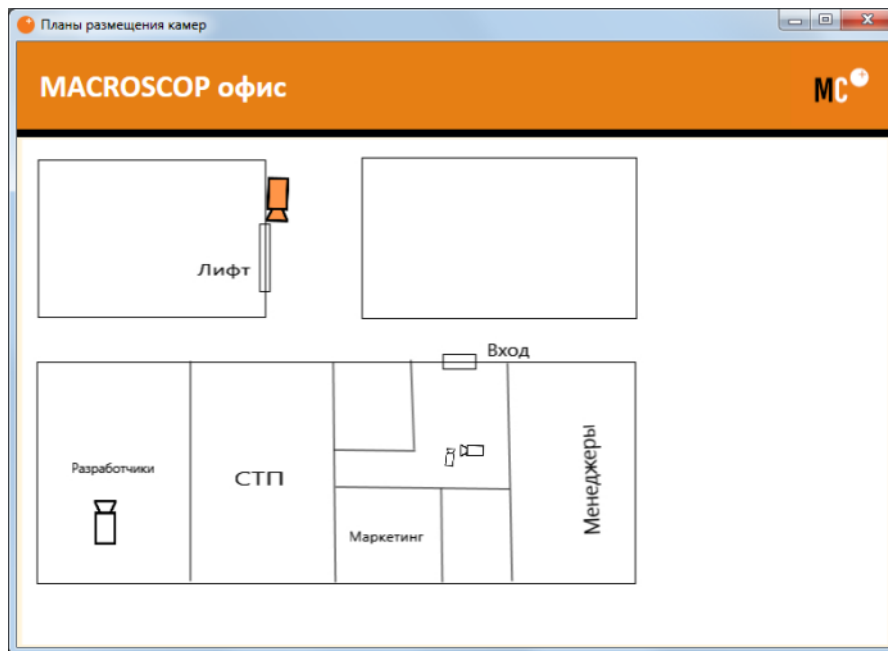 Планы размещения камер
MACROSCOP офис
MC
Лифт
Вход
Разработчики
СТП
Маркетинг
Менеджеры